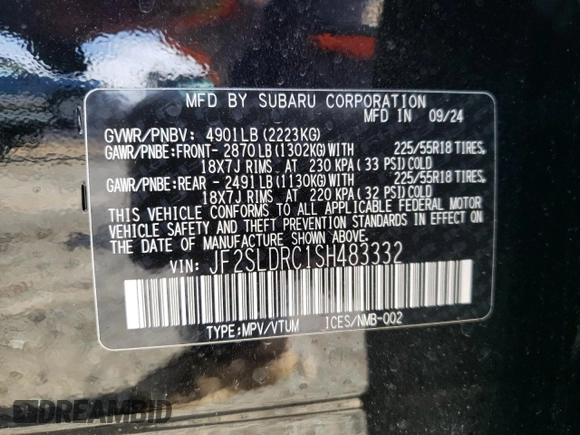 MFD BY SUBARU CORPORATION
MFD IN 09/24
GVWR/PNBV: 4901LB (2223KG)
GAWR/PNBE:FRONT- 2870LB (1302KG)WITH 225/55R18 TIRES,
18X7J RIMS AT 230 KPA (33 PSI)COLD
GAWR/PNBE:REAR - 2491LB (1130KG)WITH 225/55R18 TIRES,
18X7J RIMS AT 220 KPA (32 PSI)COLD
THIS VEHICLE CONFORMS TO ALL APPLICABLE FEDERAL MOTOR
VEHICLE SAFETY AND THEFT PREVENTION STANDARDS IN EFFECT ON
THE DATE OF MANUFACTURE SHOWN ABOVE.
VIN: JF2SLDRC1SH483332
TYPE:MPV/VTUM ICES/NMB-002
DREAMBID